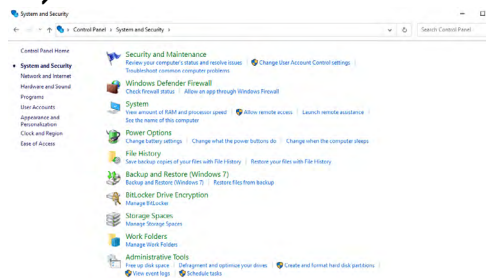 System and Security
Control Panel > System and Security >
Search Control Panel
Control Panel Home
System and Security
Network and Internet
Hardware and Sound
Programs
User Accounts
Appearance and
Personalization
Clock and Region
Ease of Access
Security and Maintenance
Review your computer's status and resolve issues | Change User Account Control settings |
Troubleshoot common computer problems
Windows Defender Firewall
Check firewall status | Allow an app through Windows Firewall
System
View amount of RAM and processor speed | Allow remote access | Launch remote assistance |
See the name of this computer
Power Options
Change battery settings | Change what the power buttons do | Change when the computer sleeps
File History
Save backup copies of your files with File History | Restore your files with File History
Backup and Restore (Windows 7)
Backup and Restore (Windows 7) | Restore files from backup
BitLocker Drive Encryption
Manage BitLocker
Storage Spaces
Manage Storage Spaces
Work Folders
Manage Work Folders
Administrative Tools
Free up disk space | Defragment and optimize your drives | Create and format hard disk partitions |
View event logs | Schedule tasks